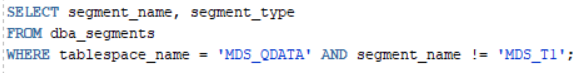 SELECT segment_name, segment_type
FROM dba_segments
WHERE tablespace_name = 'MDS_QDATA' AND segment_name != 'MDS_T1';